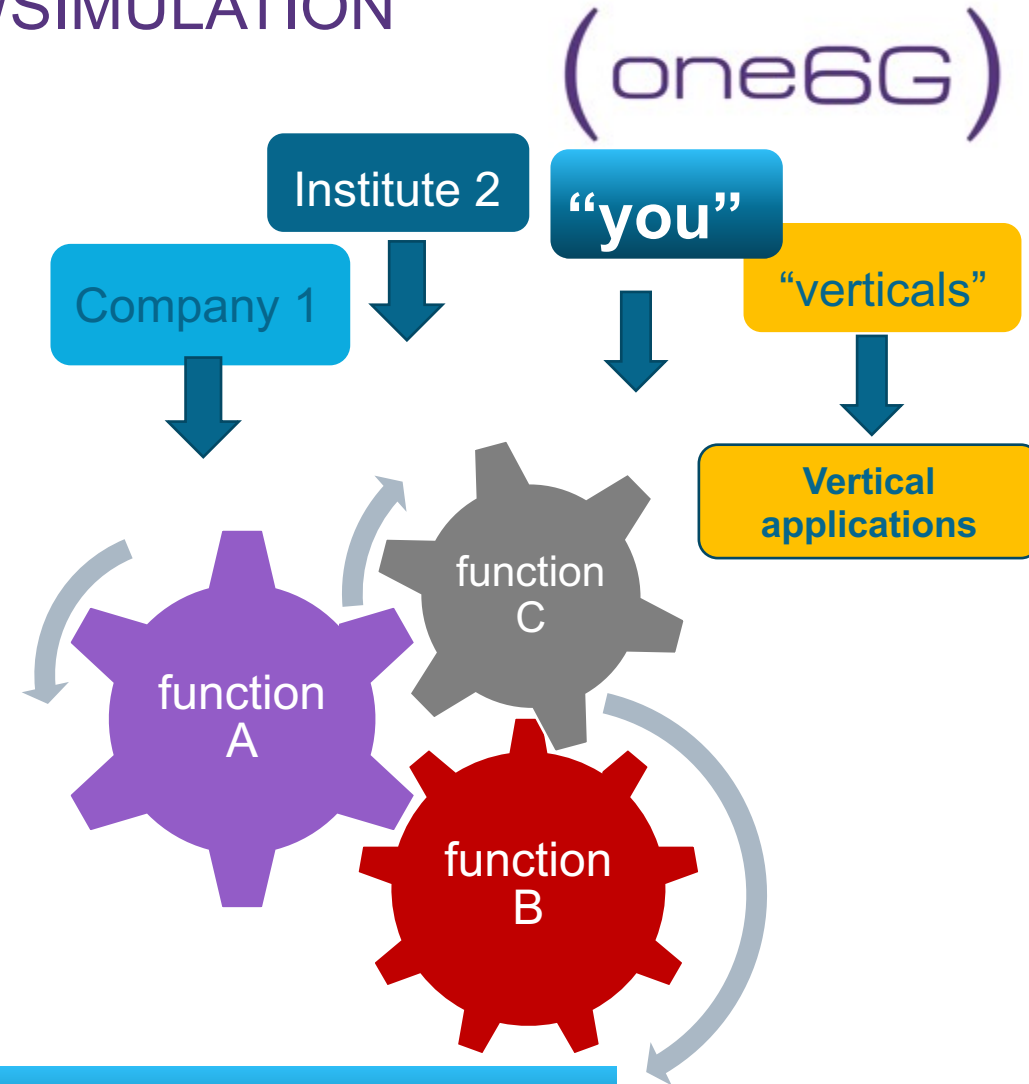 /SIMULATION
(one6G)
Institute 2
“you”
Company 1
“verticals”
Vertical
applications
function
C
function
A
function
B